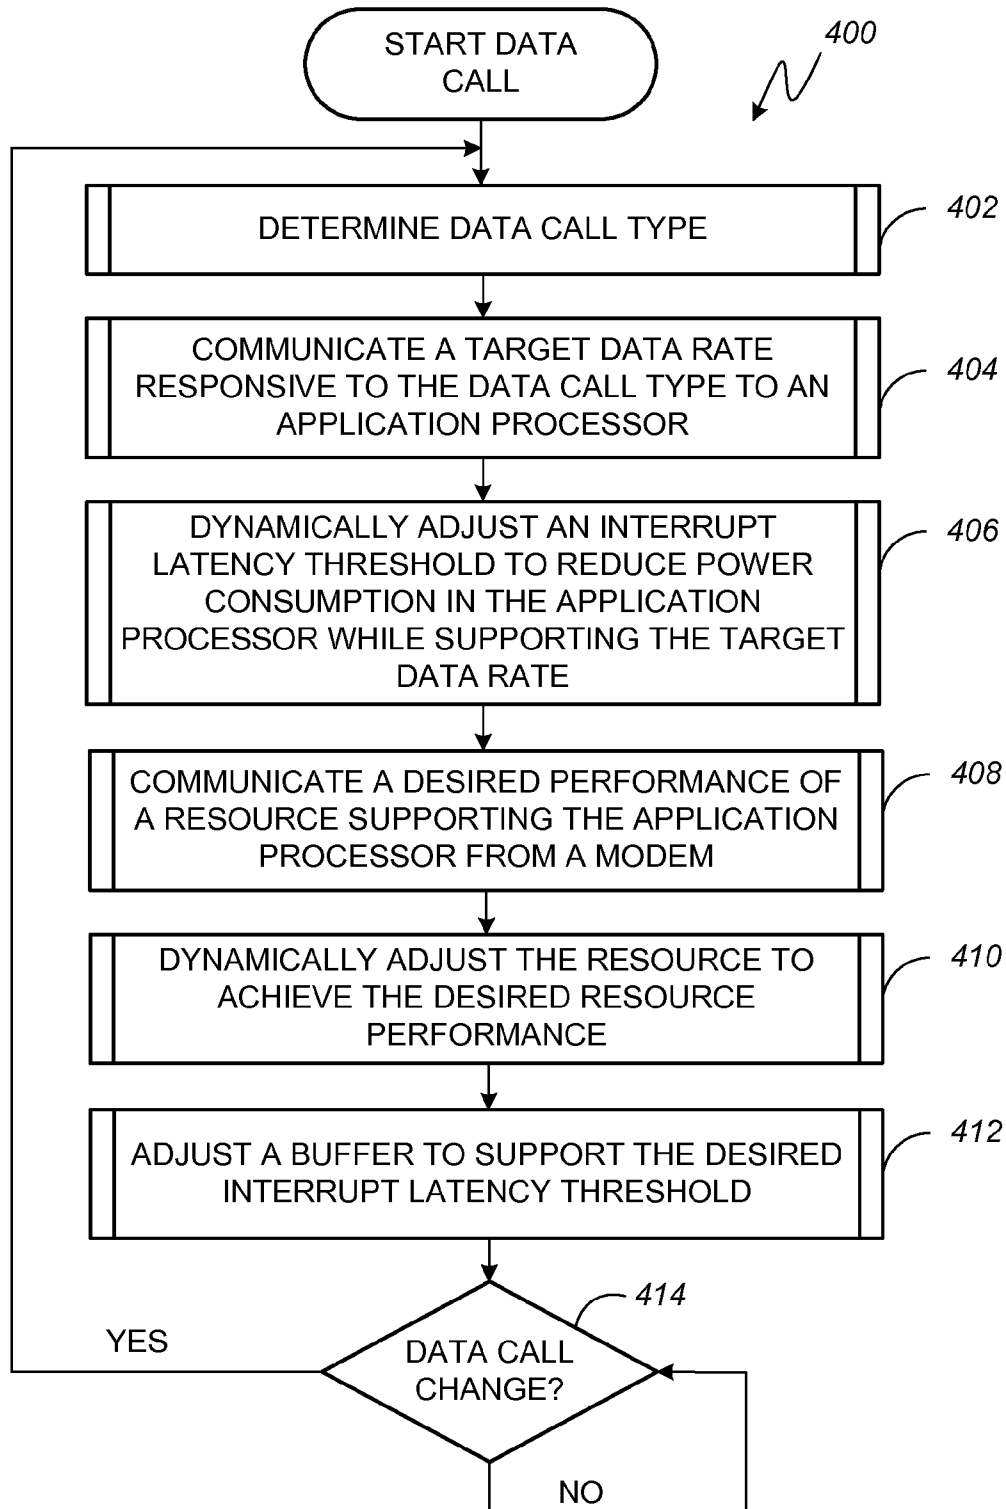 START DATA
CALL
400
DETERMINE DATA CALL TYPE
402
COMMUNICATE A TARGET DATA RATE
RESPONSIVE TO THE DATA CALL TYPE TO AN
APPLICATION PROCESSOR
404
DYNAMICALLY ADJUST AN INTERRUPT
LATENCY THRESHOLD TO REDUCE POWER
CONSUMPTION IN THE APPLICATION
PROCESSOR WHILE SUPPORTING THE TARGET
DATA RATE
406
COMMUNICATE A DESIRED PERFORMANCE OF
A RESOURCE SUPPORTING THE APPLICATION
PROCESSOR FROM A MODEM
408
DYNAMICALLY ADJUST THE RESOURCE TO
ACHIEVE THE DESIRED RESOURCE
PERFORMANCE
410
ADJUST A BUFFER TO SUPPORT THE DESIRED
INTERRUPT LATENCY THRESHOLD
412
414
YES
DATA CALL
CHANGE?
NO